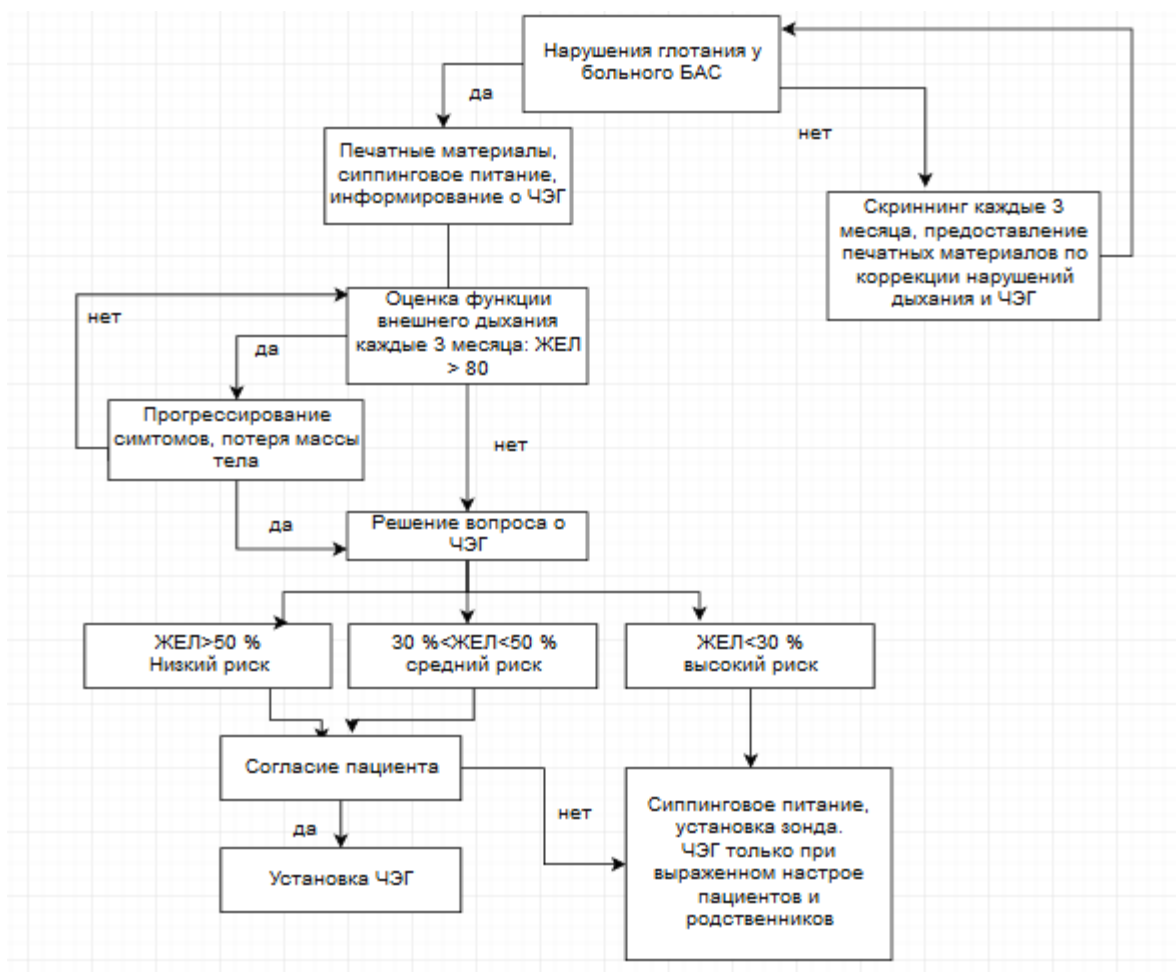 Нарушения глотания у
больного БАС
да
нет
Печатные материалы,
сиппинговое питание,
информирование о ЧЭГ
Скриннинг каждые 3
месяца, предоставление
печатных материалов по
коррекции нарушений
дыхания и ЧЭГ
Оценка функции
внешнего дыхания
каждые 3 месяца: ЖЕЛ
> 80
нет
да
Прогрессирование
симтомов, потеря массы
тела
нет
да
Решение вопроса о
ЧЭГ
ЖЕЛ>50 %
Низкий риск
30 %<ЖЕЛ<50 %
средний риск
ЖЕЛ<30 %
высокий риск
Согласие пациента
нет
да
Установка ЧЭГ
Сиппинговое питание,
установка зонда.
ЧЭГ только при
выраженном настрое
пациентов и
родственников